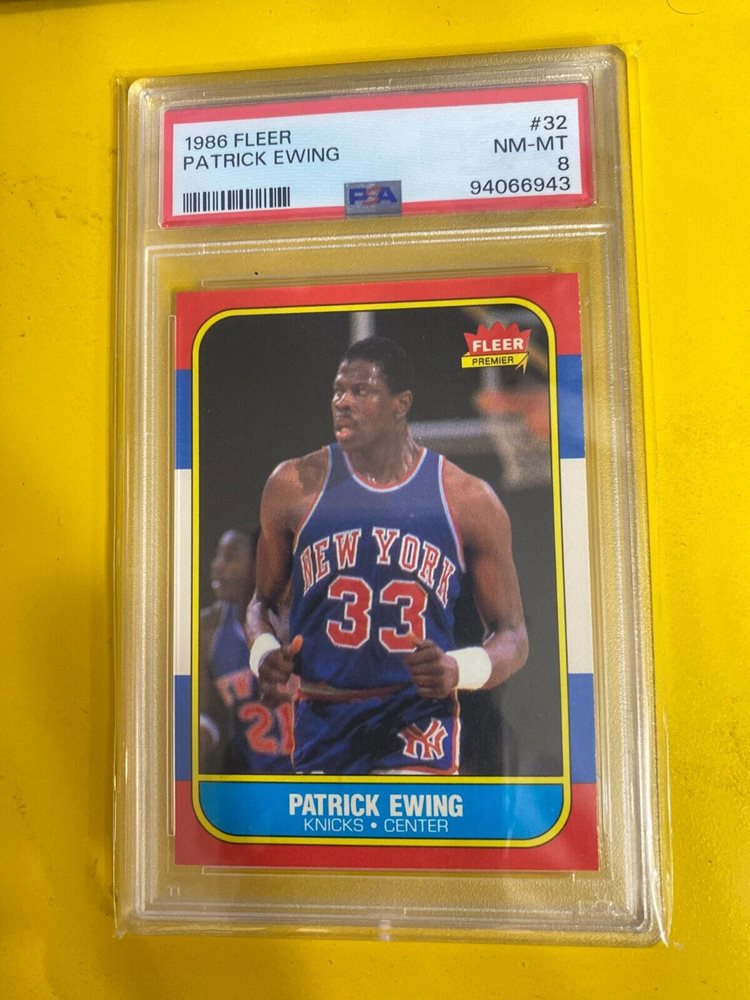 1986 FLEER #32
PATRICK EWING NM-MT
8
PSA 94066943
FLEER
PREMIER
NEW YORK
33
21
NY
PATRICK EWING
KNICKS • CENTER